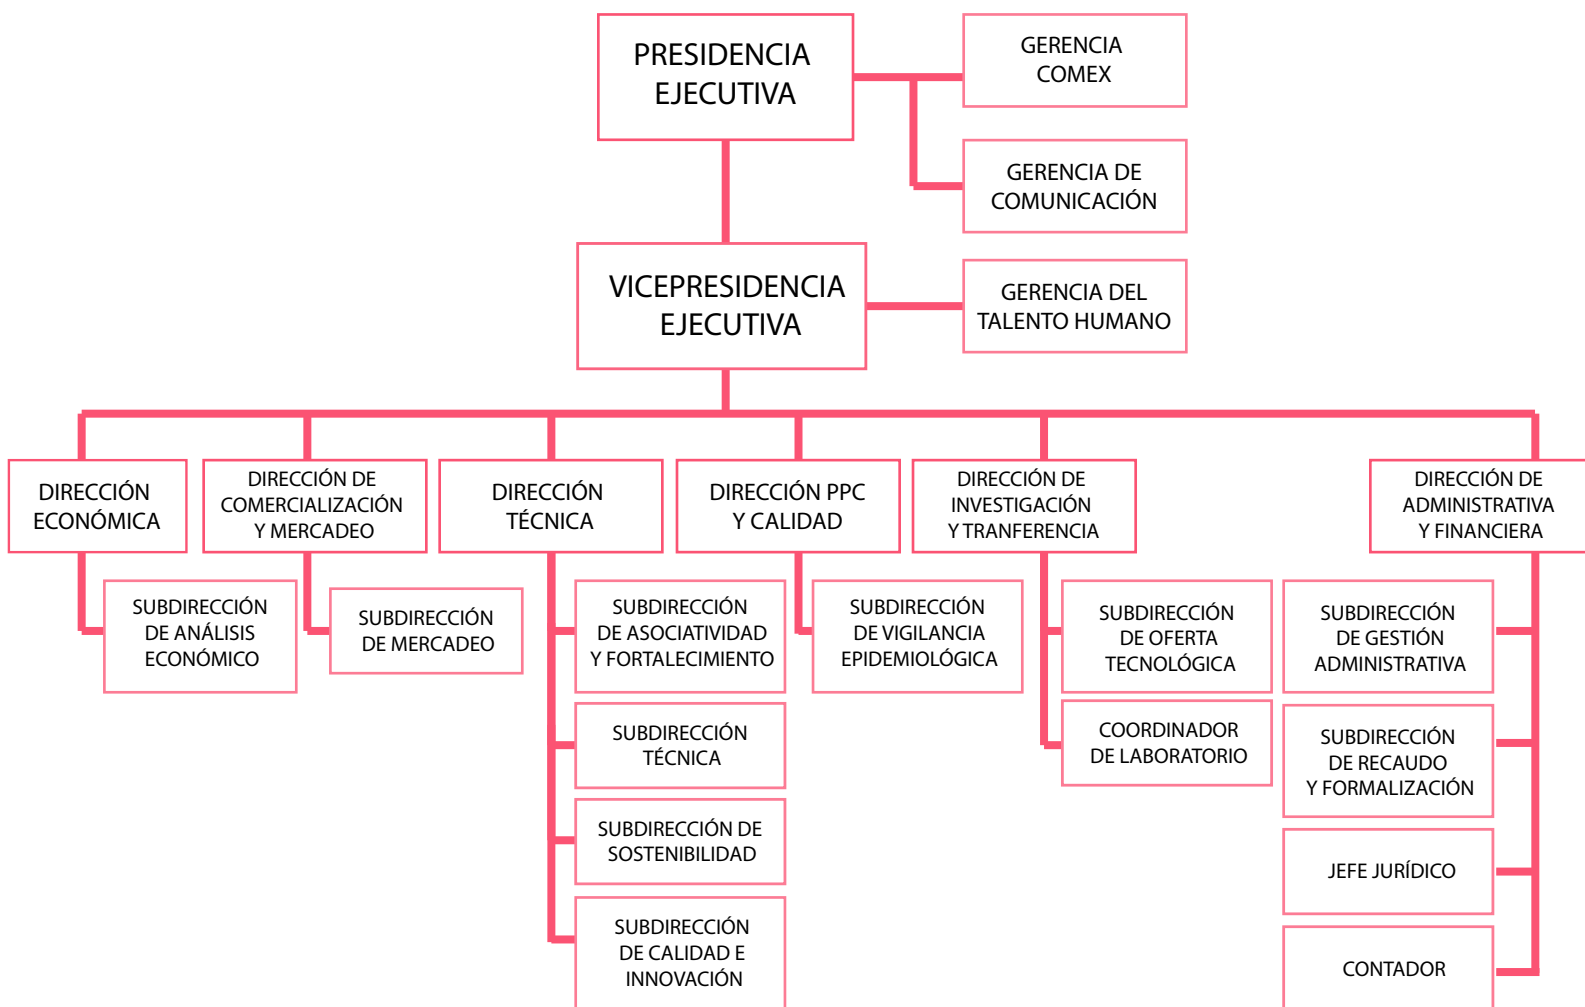 PRESIDENCIA
EJECUTIVA
GERENCIA
COMEX
GERENCIA DE
COMUNICACIÓN
VICEPRESIDENCIA
EJECUTIVA
GERENCIA DEL
TALENTO HUMANO
DIRECCIÓN
ECONÓMICA
DIRECCIÓN DE
COMERCIALIZACIÓN
Y MERCADEO
DIRECCIÓN
TÉCNICA
DIRECCIÓN PPC
Y CALIDAD
DIRECCIÓN DE
INVESTIGACIÓN
Y TRANFERENCIA
DIRECCIÓN DE
ADMINISTRATIVA
Y FINANCIERA
SUBDIRECCIÓN
DE ANÁLISIS
ECONÓMICO
SUBDIRECCIÓN
DE MERCADEO
SUBDIRECCIÓN
DE ASOCIATIVIDAD
Y FORTALECIMIENTO
SUBDIRECCIÓN
TÉCNICA
SUBDIRECCIÓN DE
SOSTENIBILIDAD
SUBDIRECCIÓN
DE CALIDAD E
INNOVACIÓN
SUBDIRECCIÓN
DE VIGILANCIA
EPIDEMIOLÓGICA
SUBDIRECCIÓN
DE OFERTA
TECNOLÓGICA
COORDINADOR
DE LABORATORIO
SUBDIRECCIÓN
DE GESTIÓN
ADMINISTRATIVA
SUBDIRECCIÓN
DE RECAUDO
Y FORMALIZACIÓN
JEFE JURÍDICO
CONTADOR